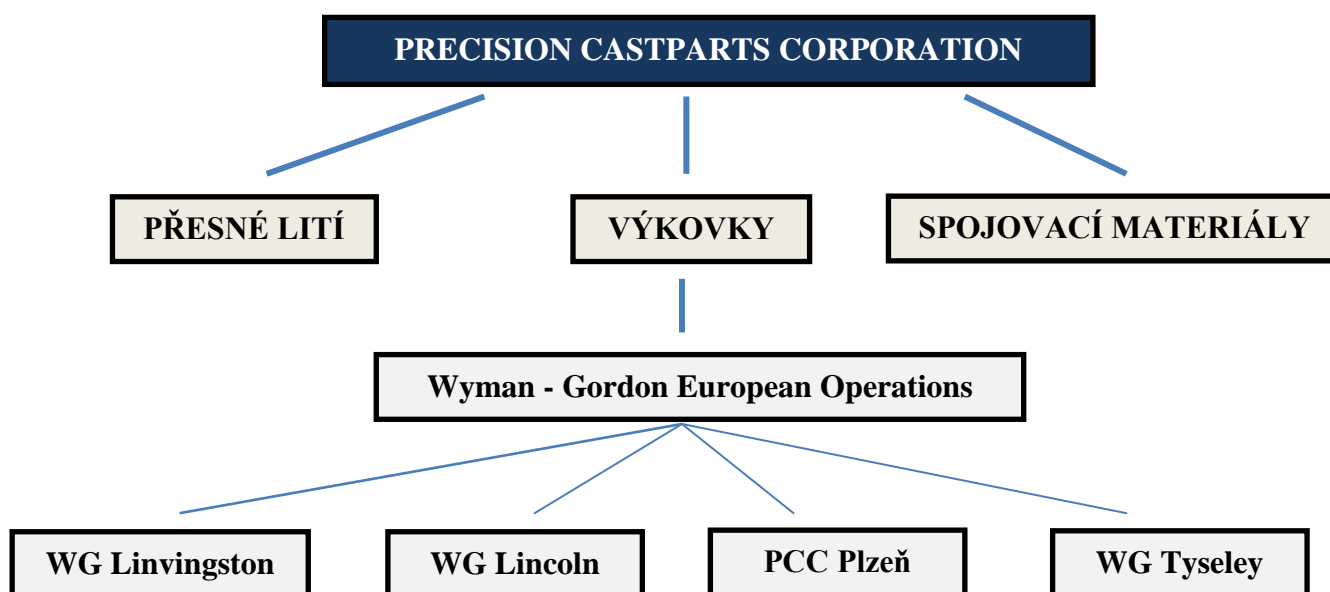 PRECISION CASTPARTS CORPORATION
PŘESNÉ LITÍ
VÝKOVKY
SPOJOVACÍ MATERIÁLY
Wyman - Gordon European Operations
WG Linvingston
WG Lincoln
PCC Plzeň
WG Tyseley